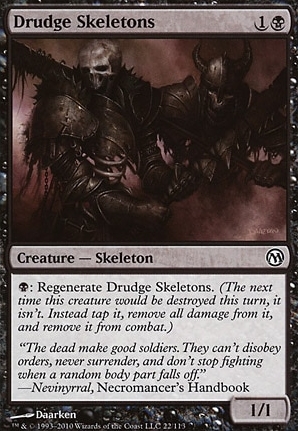 Drudge Skeletons 1
Creature — Skeleton
: Regenerate Drudge Skeletons. (The next
time this creature would be destroyed this turn, it
isn't. Instead tap it, remove all damage from it,
and remove it from combat.)
"The dead make good soldiers. They can't disobey
orders, never surrender, and don't stop fighting
when a random body part falls off."
—Nevinyrral, Necromancer's Handbook
1/1
Daarken
™ & © 1993–2010 Wizards of the Coast LLC 22/113